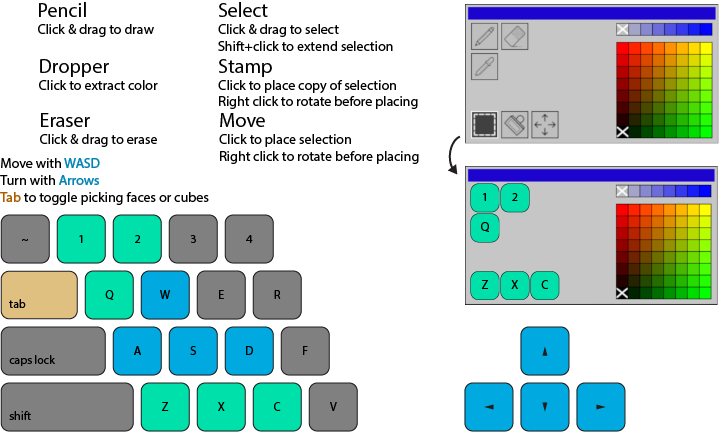 Pencil
Click & drag to draw
Dropper
Click to extract color
Eraser
Click & drag to erase
Select
Click & drag to select
Shift+click to extend selection
Stamp
Click to place copy of selection
Right click to rotate before placing
Move
Click to place selection
Right click to rotate before placing
Move with WASD
Turn with Arrows
Tab to toggle picking faces or cubes
~ 1 2 3 4
tab Q W E R
caps lock A S D F
shift Z X C V
1 2
Q
Z X C